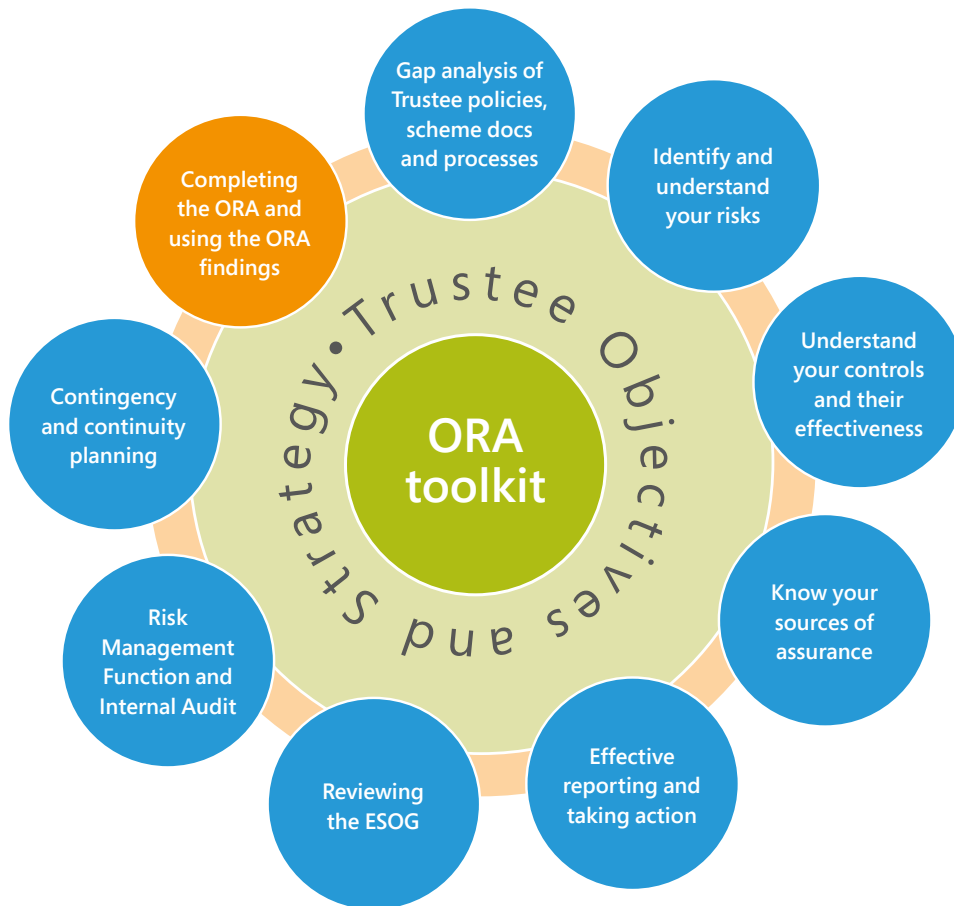 Gap analysis of
Trustee policies,
scheme docs
and processes
Identify and
understand
your risks
Understand
your controls
and their
effectiveness
Know your
sources of
assurance
Effective
reporting and
taking action
Reviewing
the ESOG
Risk
Management
Function and
Internal Audit
Contingency
and continuity
planning
Completing
the ORA and
using the ORA
findings
Trustee Objectives and Strategy •
ORA
toolkit